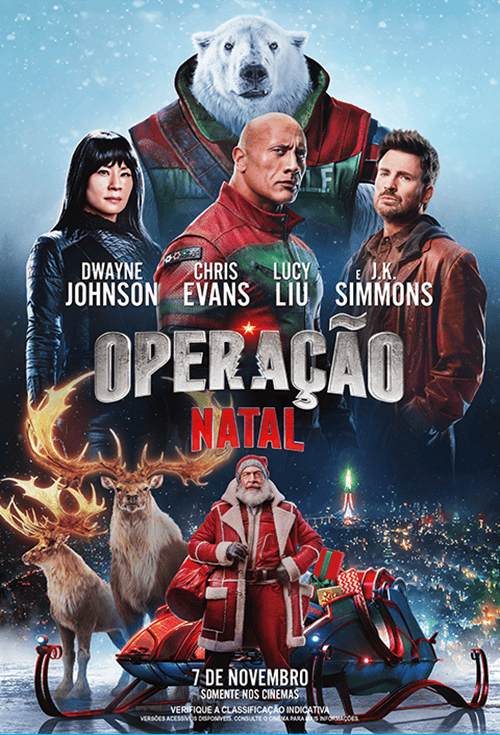 DWAYNE JOHNSON
CHRIS EVANS
LUCY LIU
E J.K. SIMMONS
OPERAÇÃO
NATAL
7 DE NOVEMBRO
SOMENTE NOS CINEMAS
VERIFIQUE A CLASSIFICAÇÃO INDICATIVA
VERSÕES ACESSÍVEIS DISPONÍVEIS. CONSULTE O CINEMA PARA MAIS INFORMAÇÕES.